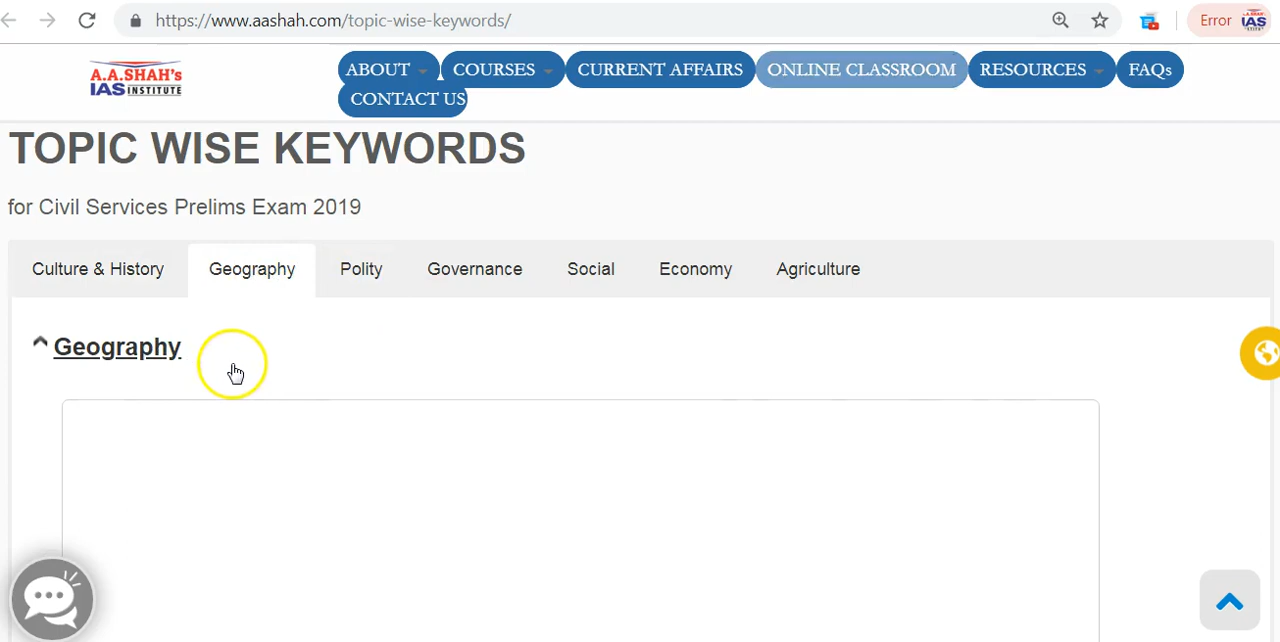 https://www.aashah.com/topic-wise-keywords/
Error
IAS
A.A.SHAH's
IAS INSTITUTE
ABOUT
COURSES
CURRENT AFFAIRS
ONLINE CLASSROOM
RESOURCES
FAQs
CONTACT US
TOPIC WISE KEYWORDS
for Civil Services Prelims Exam 2019
Culture & History
Geography
Polity
Governance
Social
Economy
Agriculture
Geography